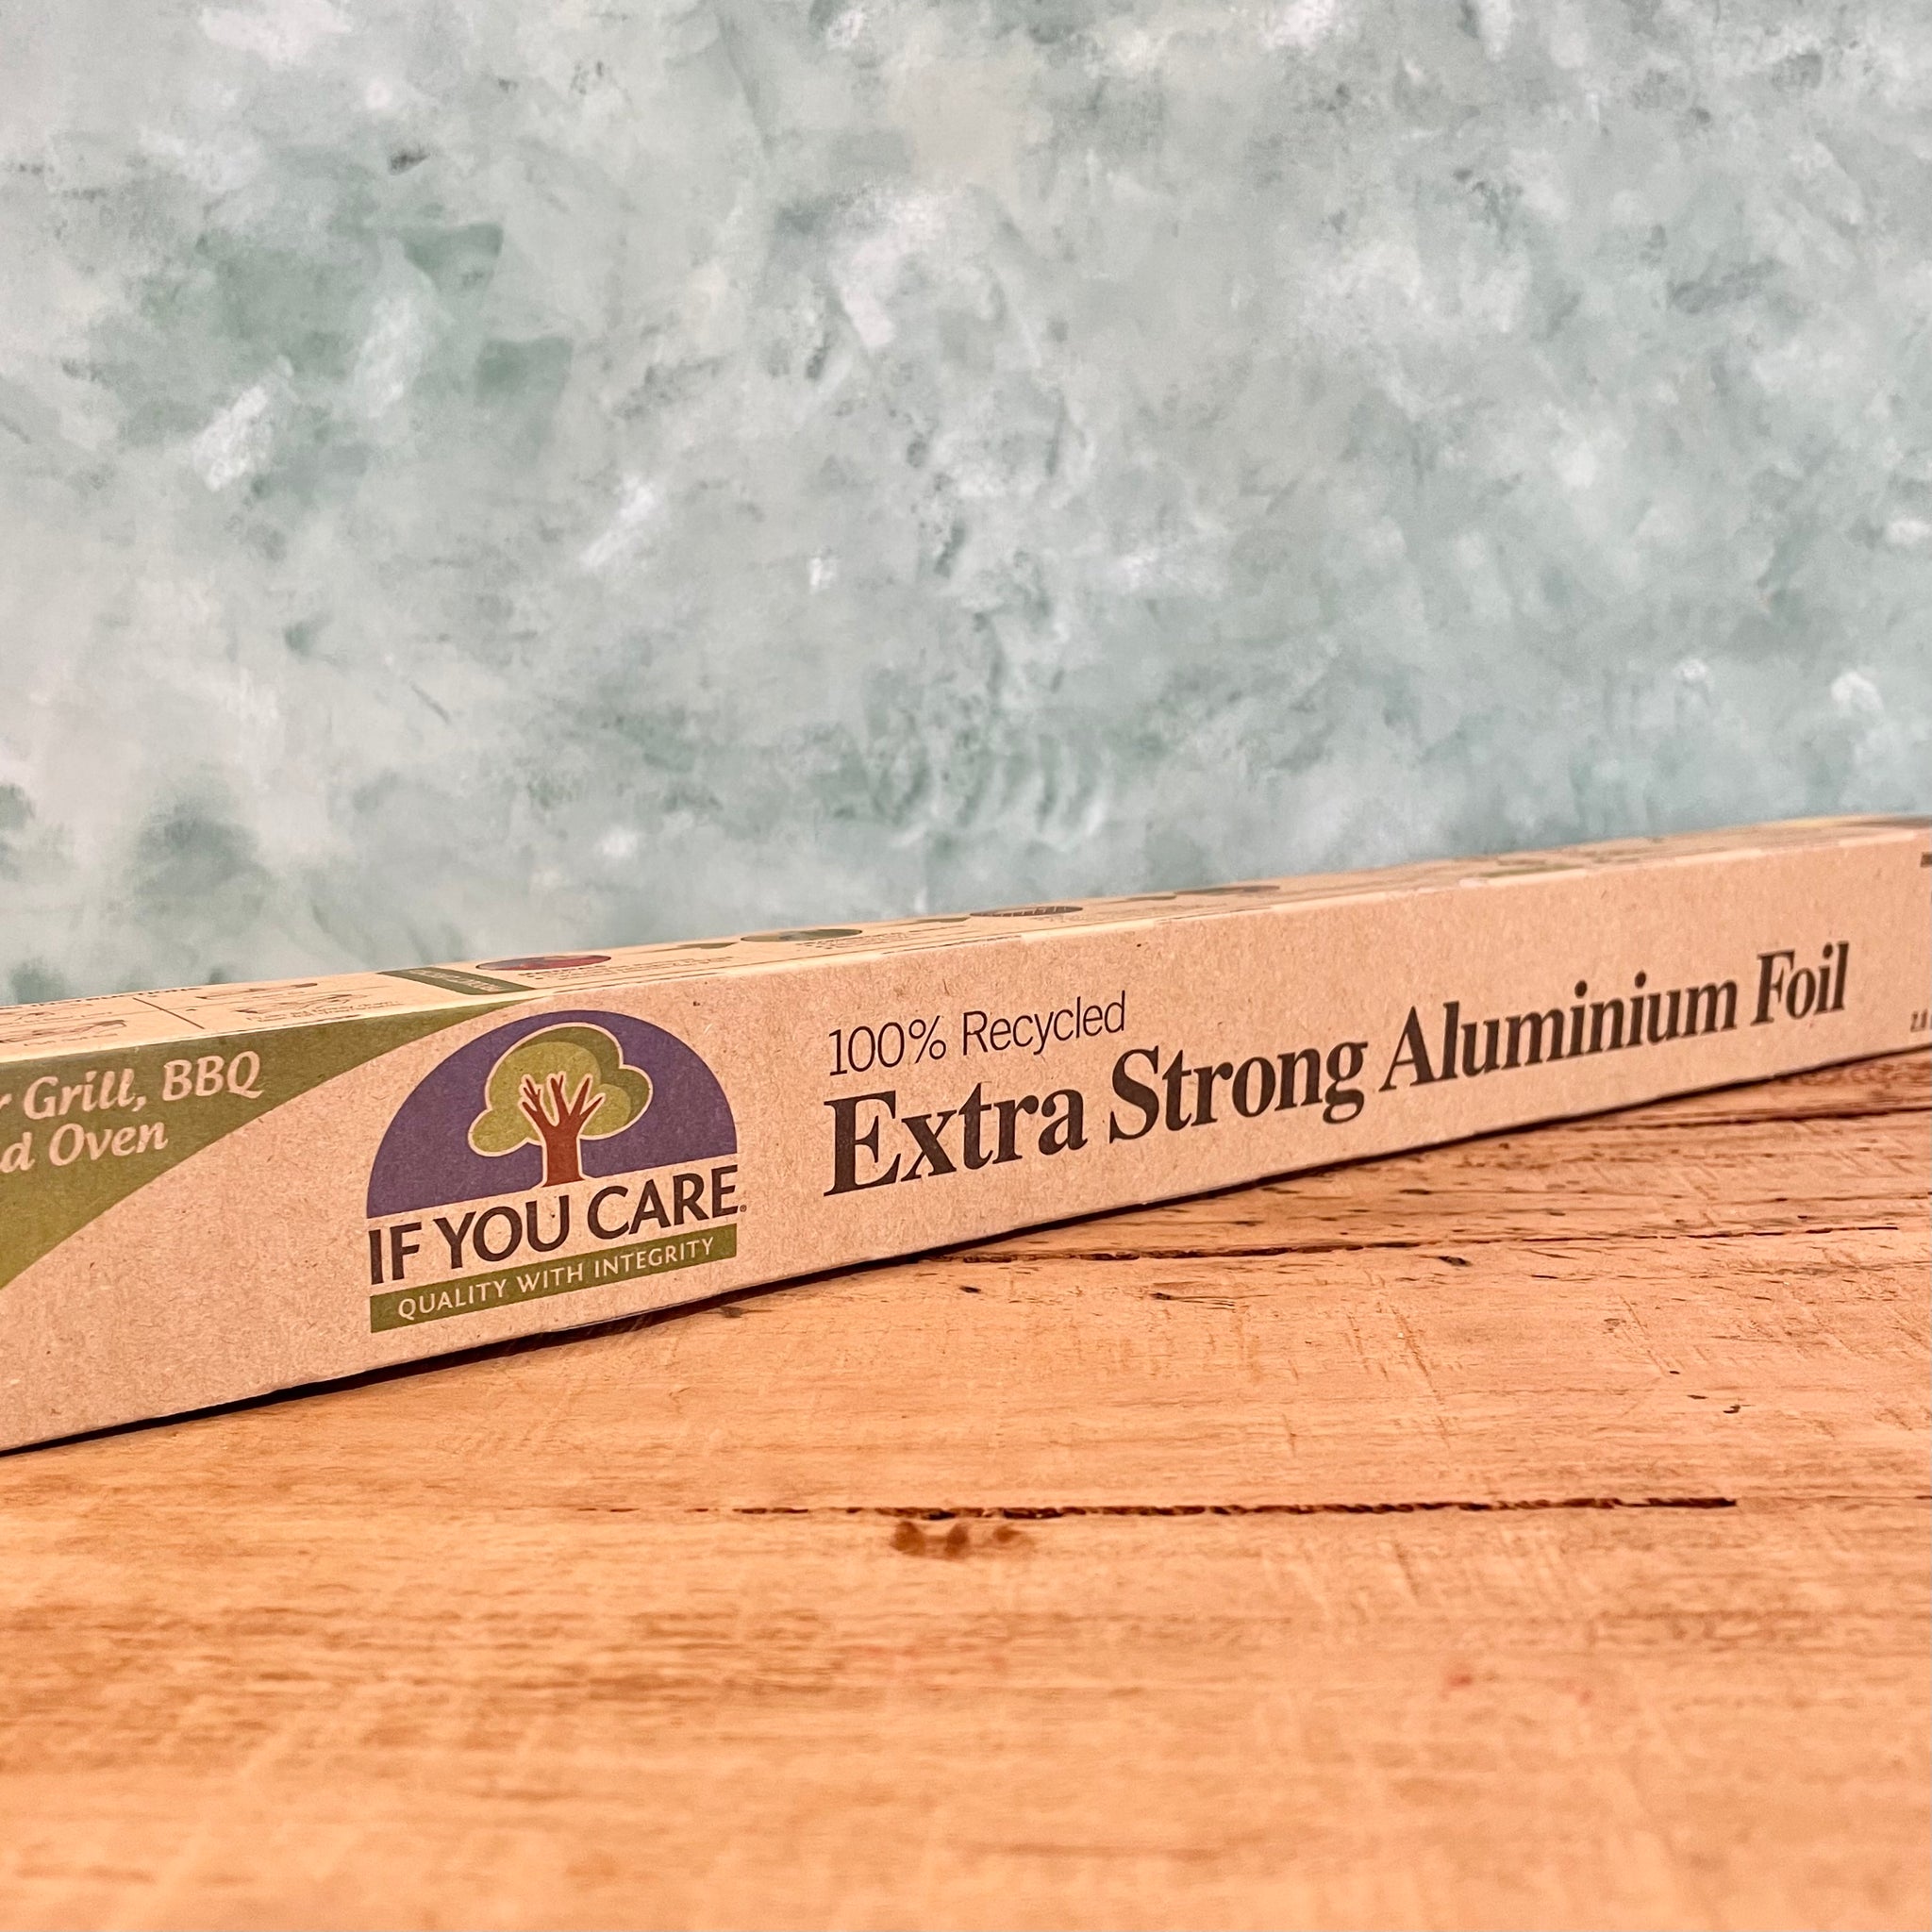 Grill, BBQ
Oven
IF YOU CARE
QUALITY WITH INTEGRITY
100% Recycled
Extra Strong Aluminium Foil